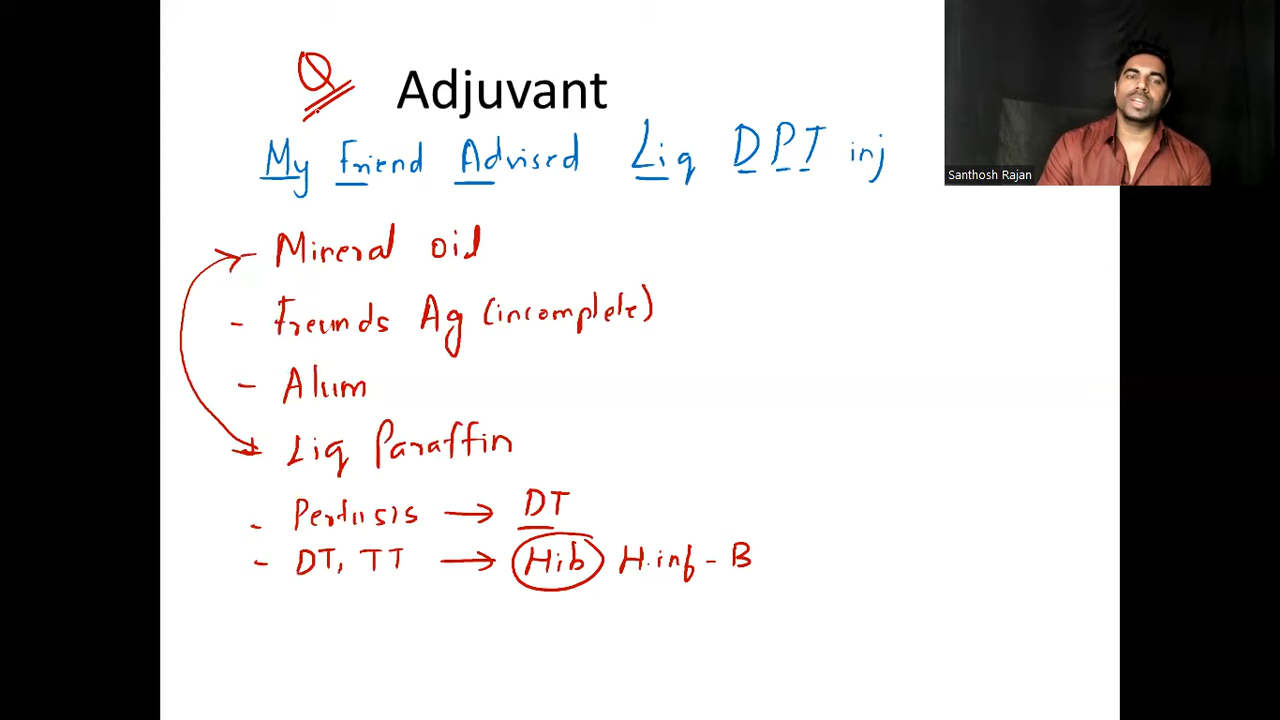 Q Adjuvant
My Friend Advised Liq DPT inj
Santhosh Rajan
- Mineral oil
- Freunds Ag (incomplete)
- Alum
Liq Paraffin
- Pertusis → DT
- DT, TT → Hib H.inf - B